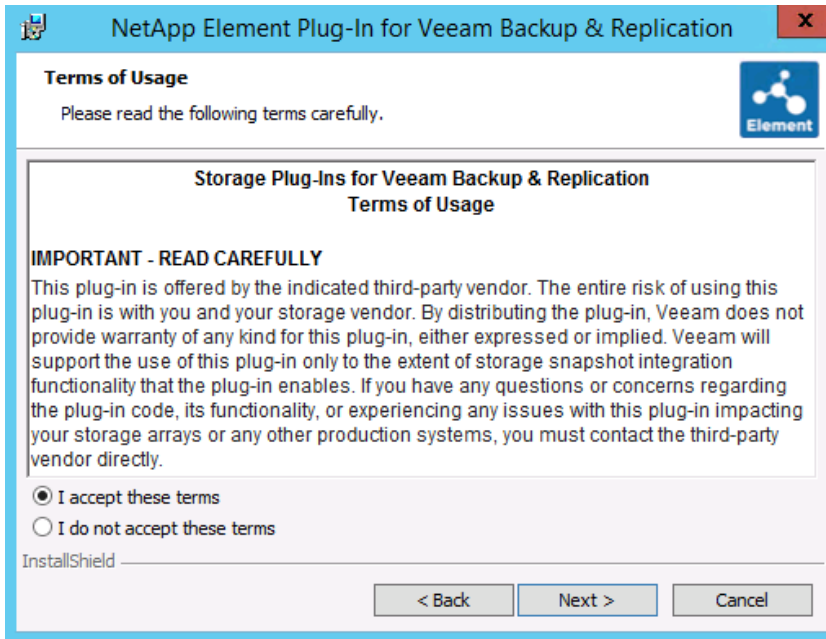 NetApp Element Plug-In for Veeam Backup & Replication
x
Terms of Usage
Please read the following terms carefully.
Element
Storage Plug-Ins for Veeam Backup & Replication
Terms of Usage
IMPORTANT - READ CAREFULLY
This plug-in is offered by the indicated third-party vendor. The entire risk of using this
plug-in is with you and your storage vendor. By distributing the plug-in, Veeam does not
provide warranty of any kind for this plug-in, either expressed or implied. Veeam will
support the use of this plug-in only to the extent of storage snapshot integration
functionality that the plug-in enables. If you have any questions or concerns regarding
the plug-in code, its functionality, or experiencing any issues with this plug-in impacting
your storage arrays or any other production systems, you must contact the third-party
vendor directly.
I accept these terms
I do not accept these terms
InstallShield
< Back Next > Cancel